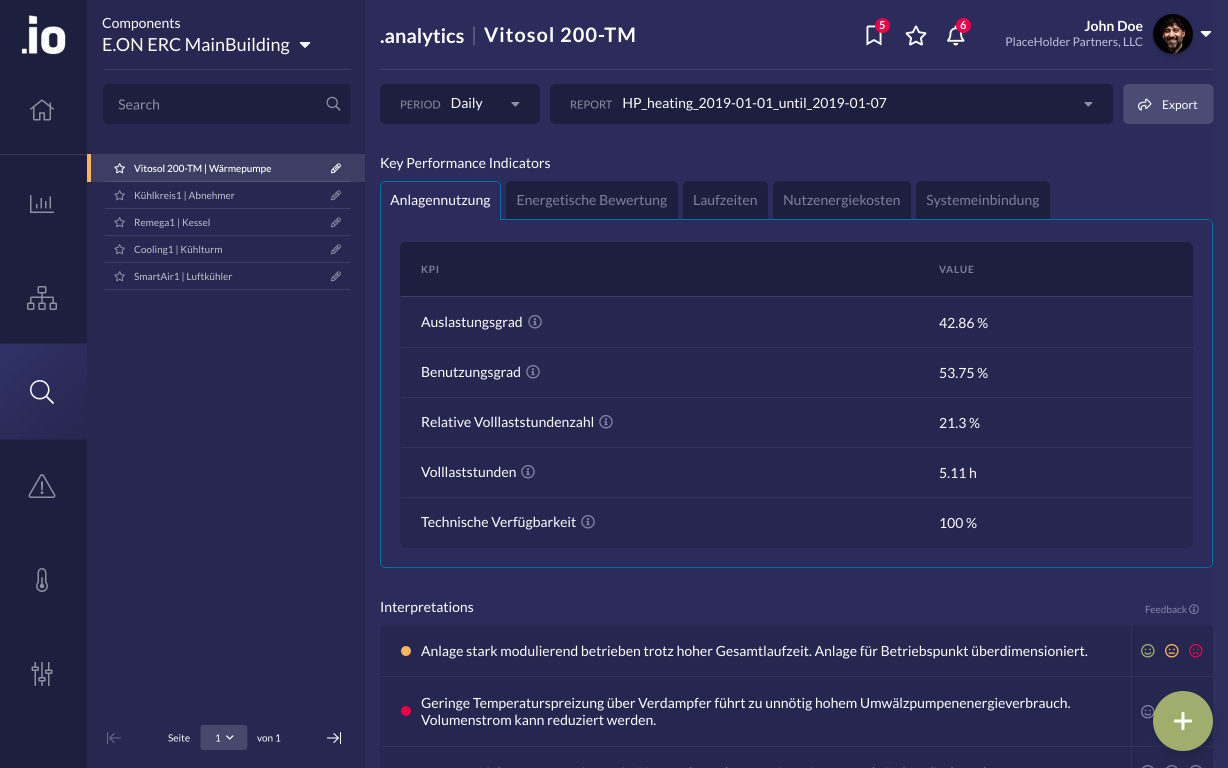 .io
Components
E.ON ERC MainBuilding
Search
Vitosol 200-TM | Wärmepumpe
Kühlkreis1 | Abnehmer
Remega1 | Kessel
Cooling1 | Kühlturm
SmartAir1 | Luftkühler
Seite 1 von 1
.analytics | Vitosol 200-TM
5
6
John Doe
PlaceHolder Partners, LLC
PERIOD Daily
REPORT HP_heating_2019-01-01_until_2019-01-07
Export
Key Performance Indicators
Anlagennutzung Energetische Bewertung Laufzeiten Nutzenergiekosten Systemeinbindung
KPI VALUE
Auslastungsgrad 42.86 %
Benutzungsgrad 53.75 %
Relative Volllaststundenzahl 21.3 %
Volllaststunden 5.11 h
Technische Verfügbarkeit 100 %
Interpretations
Feedback
Anlage stark modulierend betrieben trotz hoher Gesamtlaufzeit. Anlage für Betriebspunkt überdimensioniert.
Geringe Temperaturspreizung über Verdampfer führt zu unnötig hohem Umwälzpumpenenergieverbrauch.
Volumenstrom kann reduziert werden.